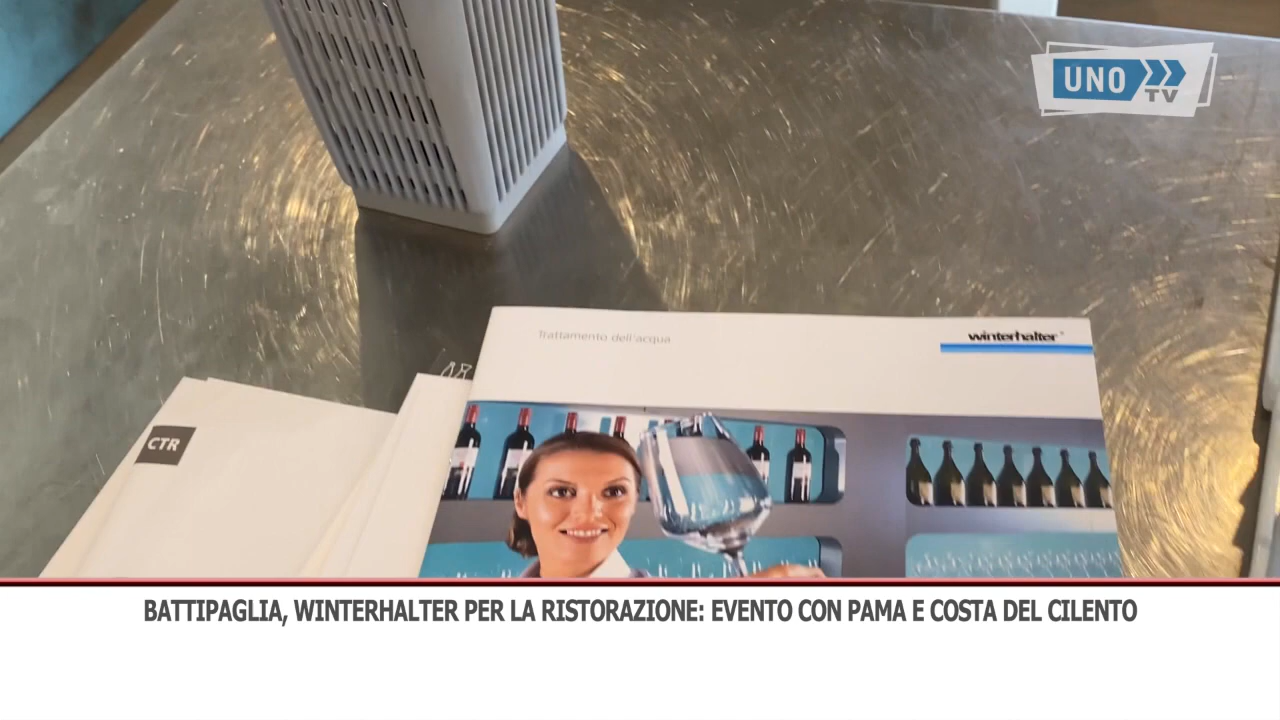 UNO
TV
Trattamento dell'acqua
winterhalter®
CTR
BATTIPAGLIA, WINTERHALTER PER LA RISTORAZIONE: EVENTO CON PAMA E COSTA DEL CILENTO